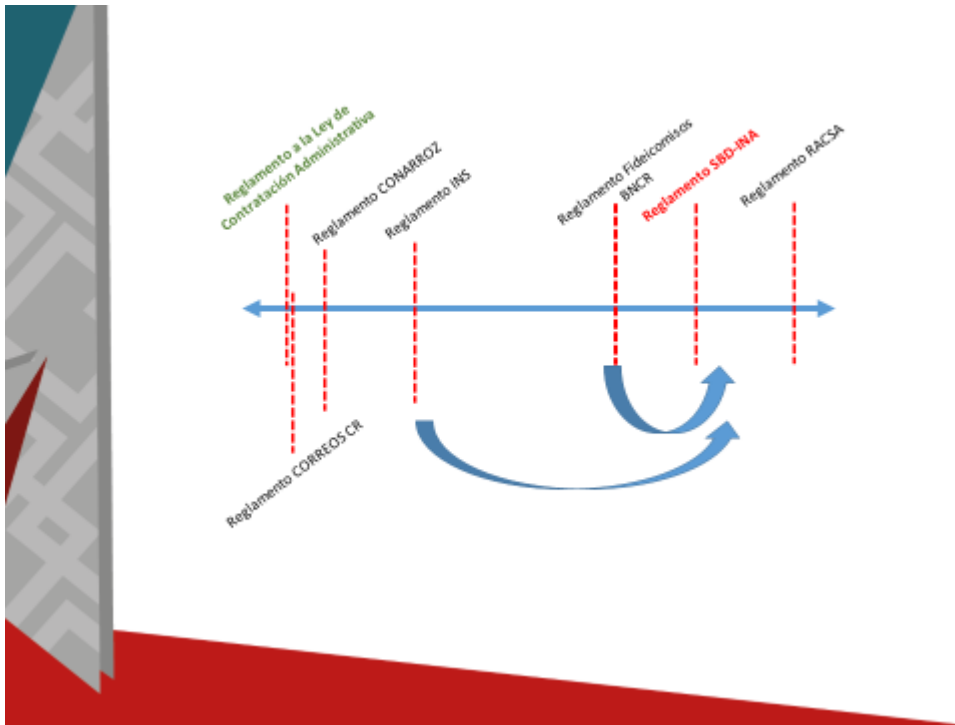 Reglamento a la Ley de
Contratación Administrativa
Reglamento CONARROZ
Reglamento INS
Reglamento Fideicomisos
BNCR
Reglamento SBD-INA
Reglamento RACSA
Reglamento CORREOS CR